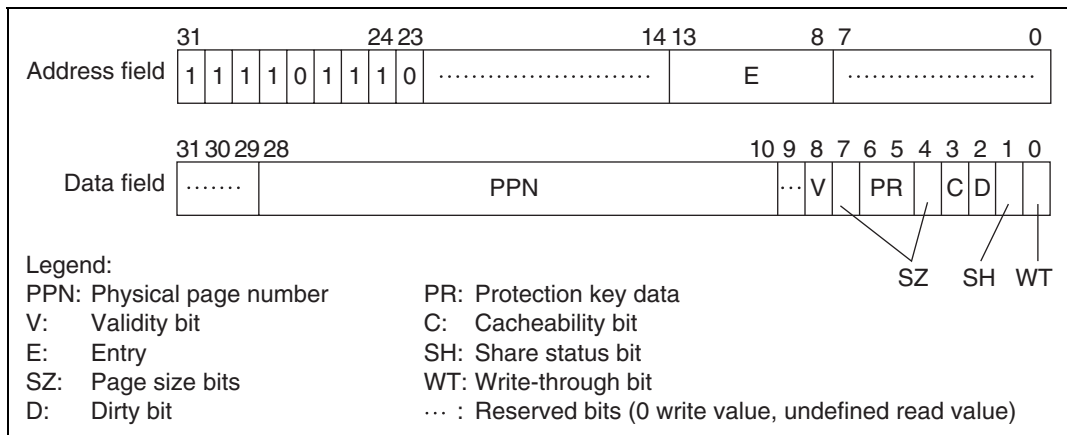 31 24 23 14 13 8 7 0
Address field 1 1 1 1 0 1 1 1 0 ························· E ······················
31 30 29 28 10 9 8 7 6 5 4 3 2 1 0
Data field ······· PPN ··· V PR C D
SZ SH WT
Legend:
PPN: Physical page number PR: Protection key data
V: Validity bit C: Cacheability bit
E: Entry SH: Share status bit
SZ: Page size bits WT: Write-through bit
D: Dirty bit ··· : Reserved bits (0 write value, undefined read value)